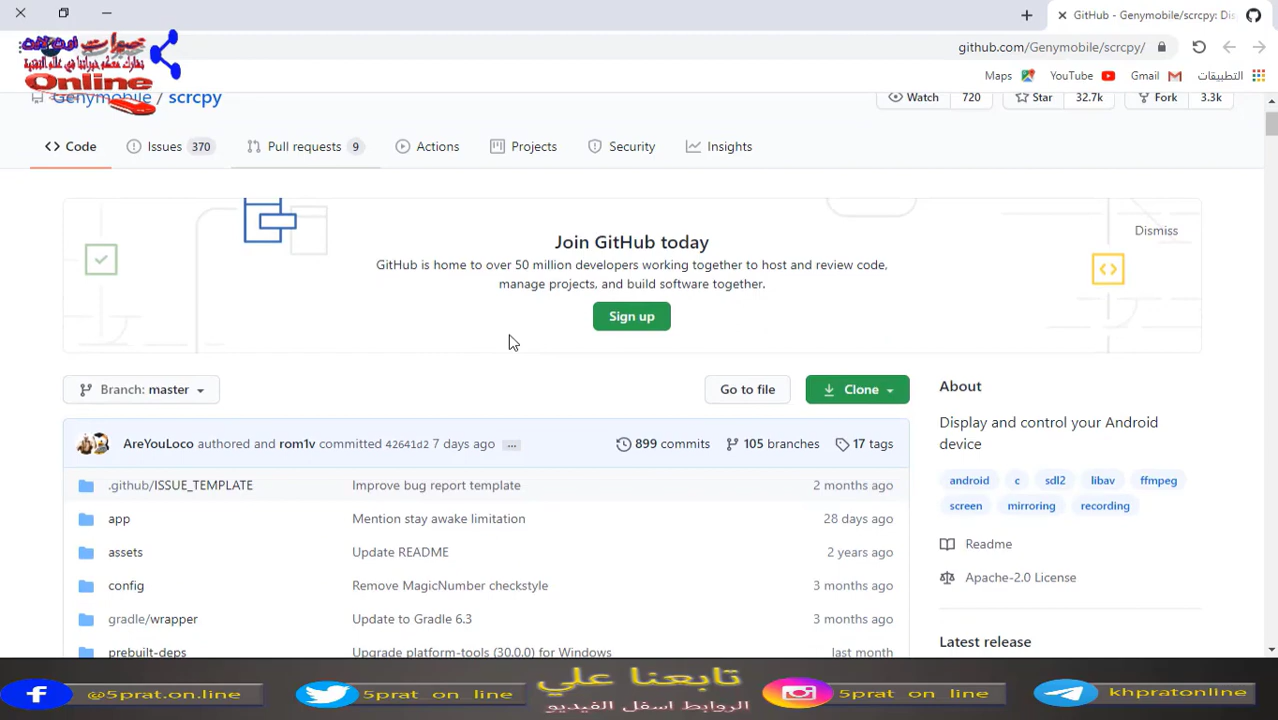 GitHub - Genymobile/scrcpy: Dis
github.com/Genymobile/scrcpy/
Maps YouTube Gmail التطبيقات
خبرات اون لاين
Online
Genymobile / scrcpy
Watch 720 Star 32.7k Fork 3.3k
Code Issues 370 Pull requests 9 Actions Projects Security Insights
Join GitHub today
Dismiss
GitHub is home to over 50 million developers working together to host and review code,
manage projects, and build software together.
Sign up
Branch: master Go to file Clone
About
Display and control your Android
device
AreYouLoco authored and rom1v committed 42641d2 7 days ago ... 899 commits 105 branches 17 tags
.github/ISSUE_TEMPLATE Improve bug report template 2 months ago
app Mention stay awake limitation 28 days ago
assets Update README 2 years ago
config Remove MagicNumber checkstyle 3 months ago
gradle/wrapper Update to Gradle 6.3 3 months ago
prebuilt-deps Upgrade platform-tools (30.0.0) for Windows last month
android c sdl2 libav ffmpeg
screen mirroring recording
Readme
Apache-2.0 License
Latest release
تابعنا علي
@5prat.on.line 5prat on line 5prat on line khpratonline
الروابط اسفل الفيديو